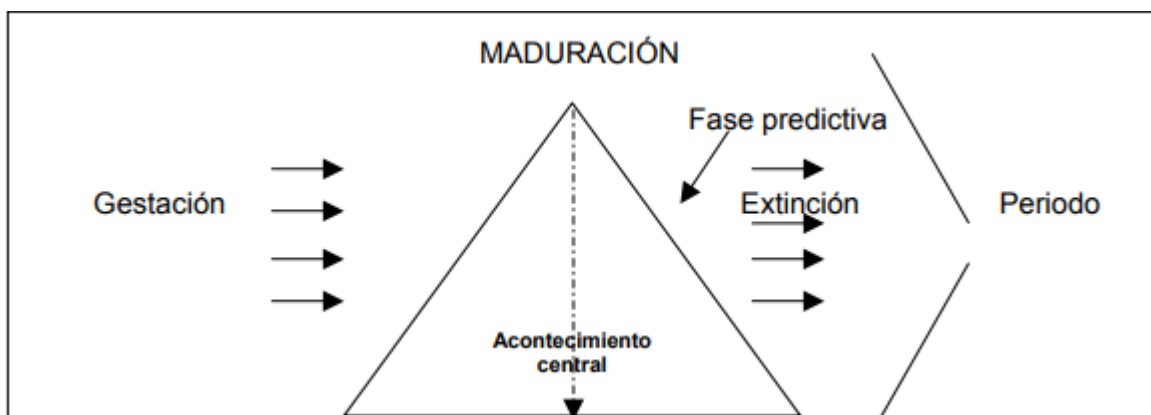 MADURACIÓN
Fase predictiva
Gestación
Extinción
Periodo
Acontecimiento
central